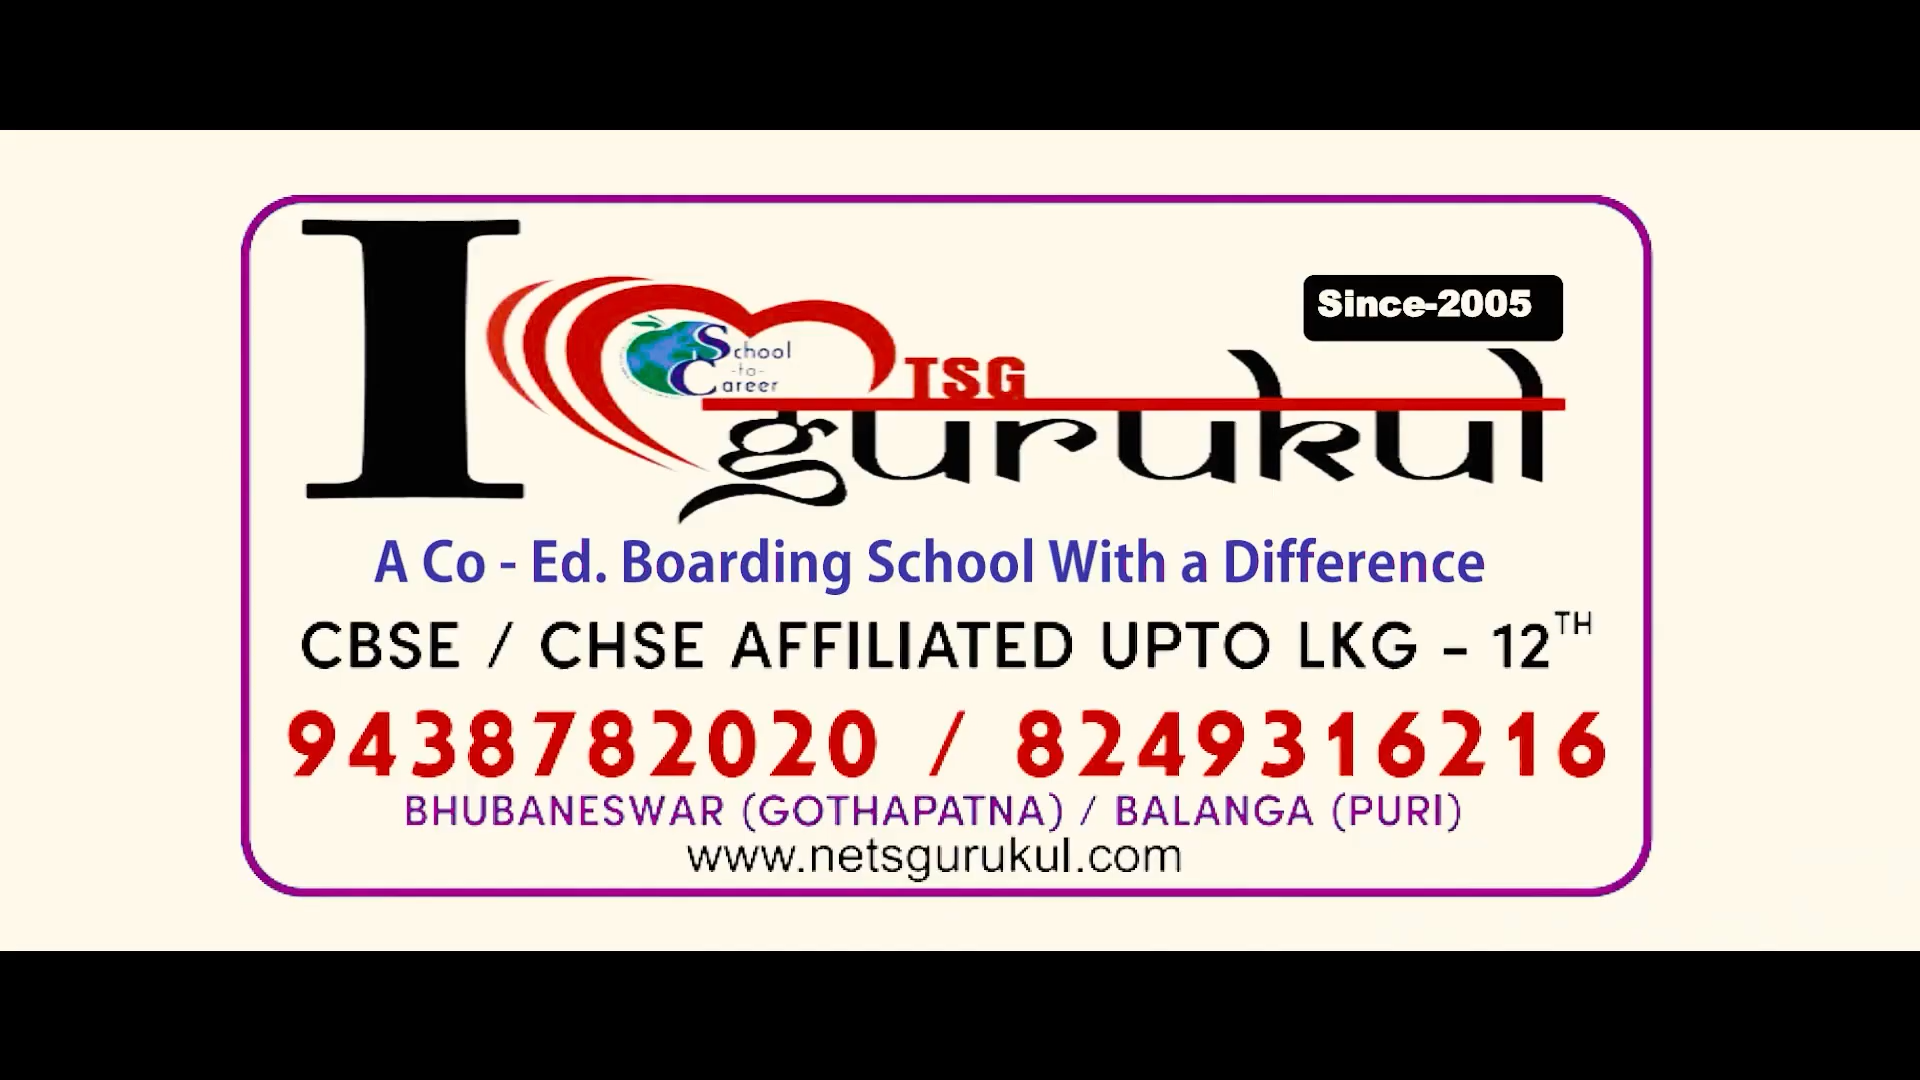 I
Since-2005
School
-to-
Career
TSG
gurukul
A Co - Ed. Boarding School With a Difference
CBSE / CHSE AFFILIATED UPTO LKG - 12TH
9438782020 / 8249316216
BHUBANESWAR (GOTHAPATNA) / BALANGA (PURI)
www.netsgurukul.com